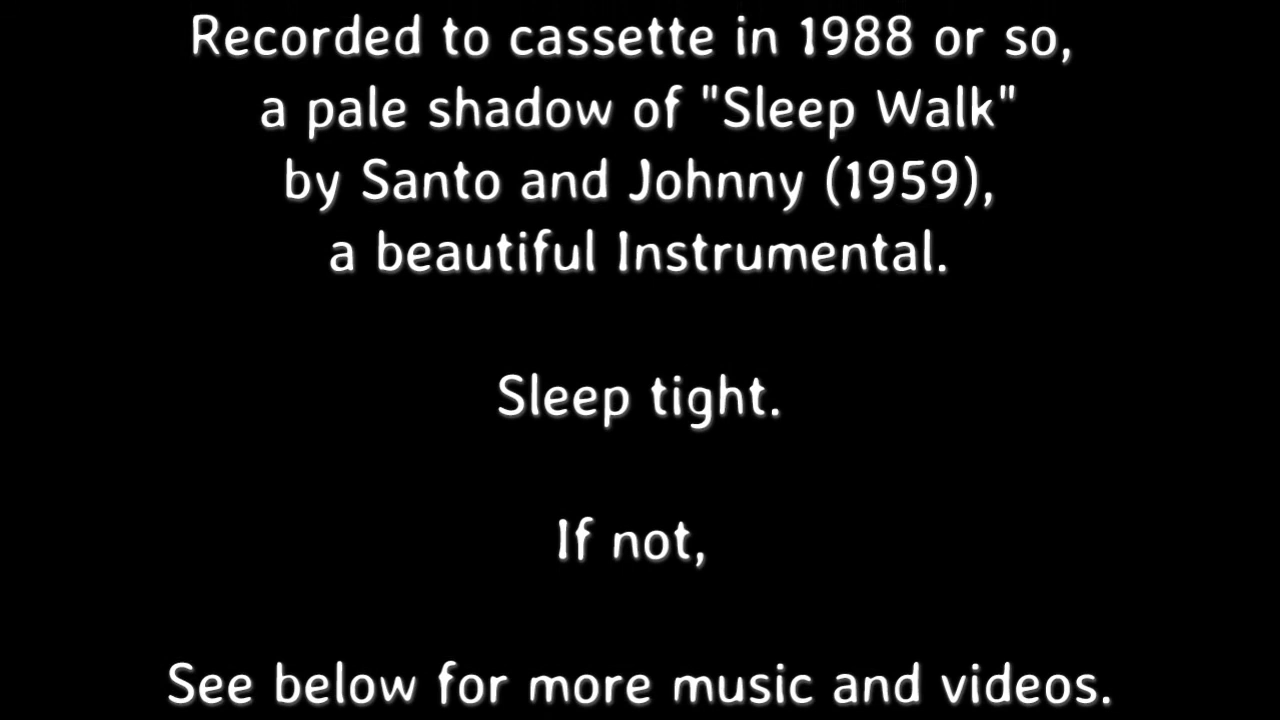 Recorded to cassette in 1988 or so,
a pale shadow of "Sleep Walk"
by Santo and Johnny (1959),
a beautiful Instrumental.
Sleep tight.
If not,
See below for more music and videos.